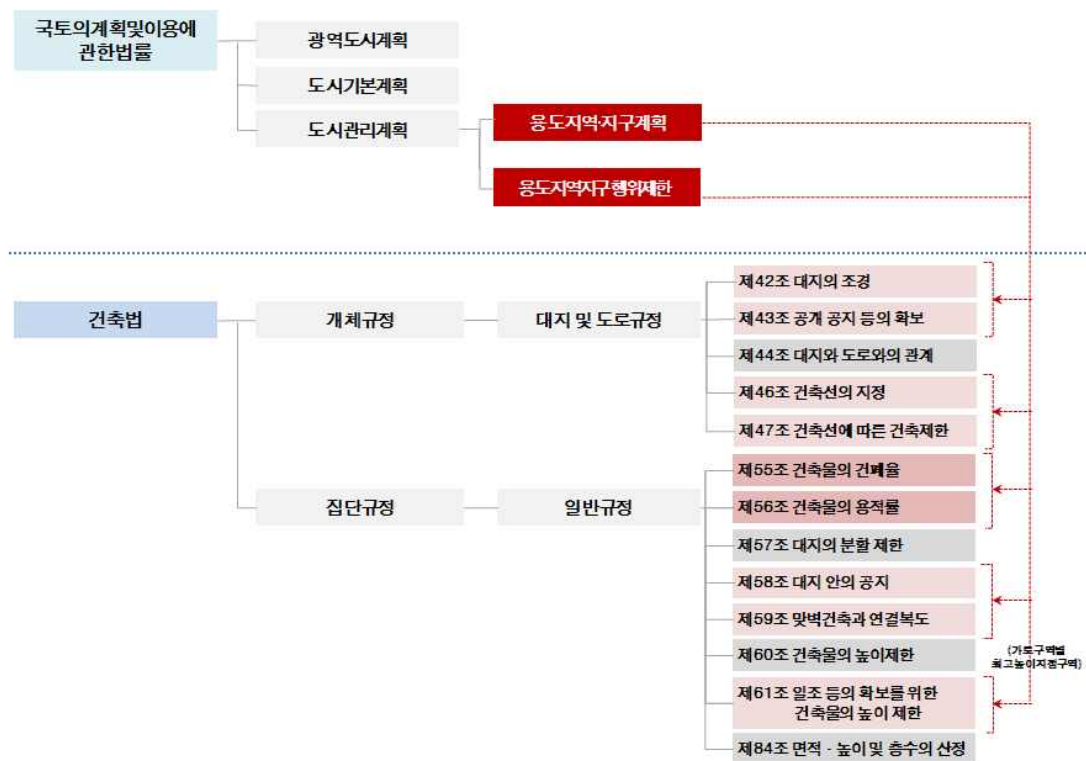 국토의계획및이용에
관한법률
광역도시계획
도시기본계획
도시관리계획
용도지역·지구계획
용도지역지구행위제한
건축법
개체규정
대지 및 도로규정
제42조 대지의 조경
제43조 공개 공지 등의 확보
제44조 대지와 도로와의 관계
제46조 건축선의 지정
제47조 건축선에 따른 건축제한
집단규정
일반규정
제55조 건축물의 건폐율
제56조 건축물의 용적률
제57조 대지의 분할 제한
제58조 대지 안의 공지
제59조 맞벽건축과 연결복도
제60조 건축물의 높이제한
(가로구역별
최고높이지정구역)
제61조 일조 등의 확보를 위한
건축물의 높이 제한
제84조 면적 · 높이 및 층수의 산정